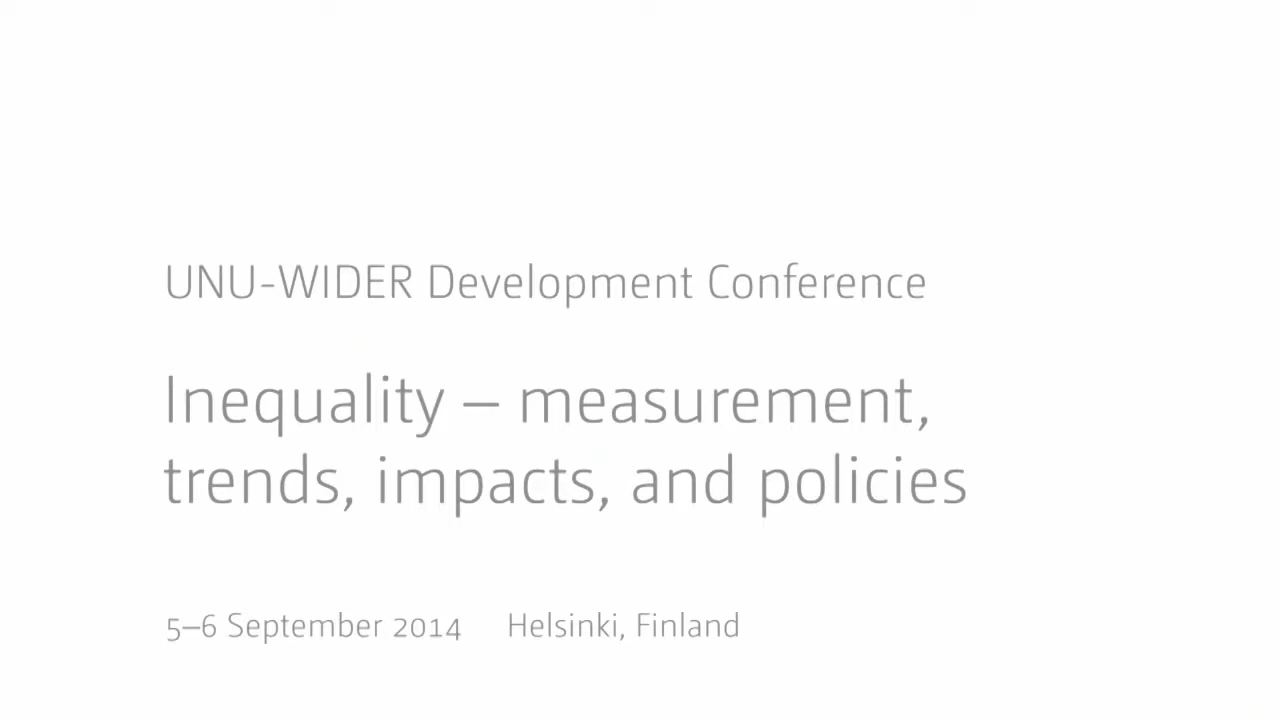 UNU-WIDER Development Conference
Inequality – measurement,
trends, impacts, and policies
5–6 September 2014 Helsinki, Finland